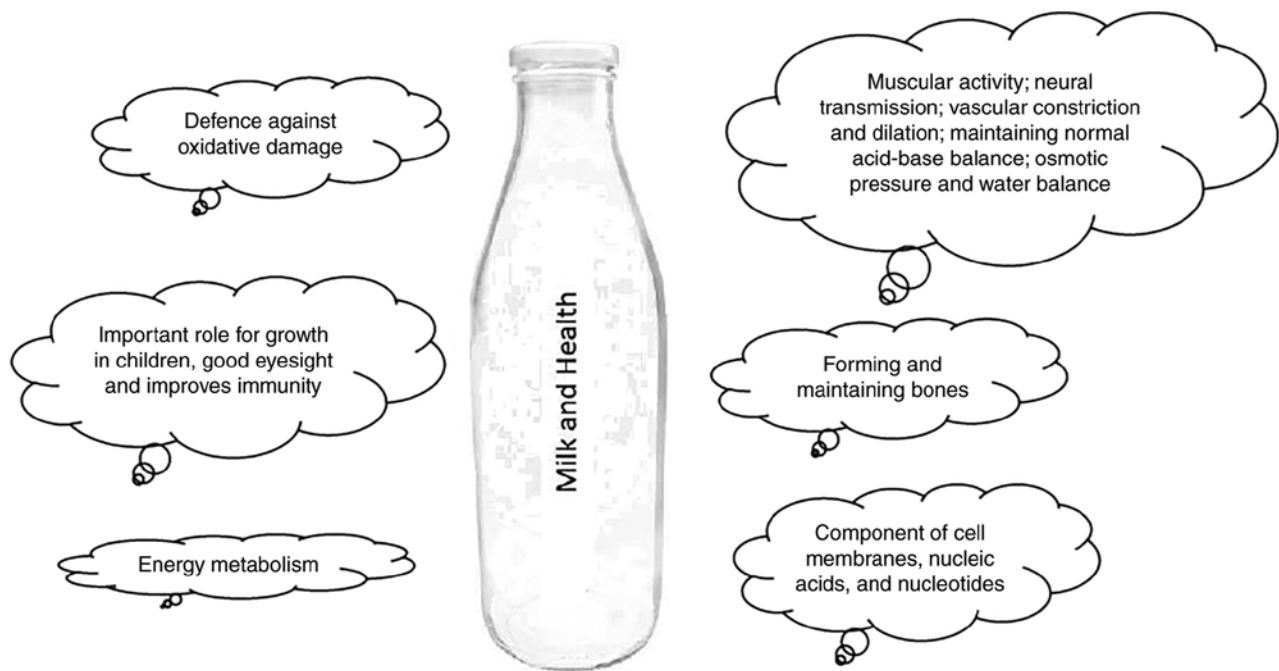 Defence against
oxidative damage
Important role for growth
in children, good eyesight
and improves immunity
Energy metabolism
Milk and Health
Muscular activity; neural
transmission; vascular constriction
and dilation; maintaining normal
acid-base balance; osmotic
pressure and water balance
Forming and
maintaining bones
Component of cell
membranes, nucleic
acids, and nucleotides